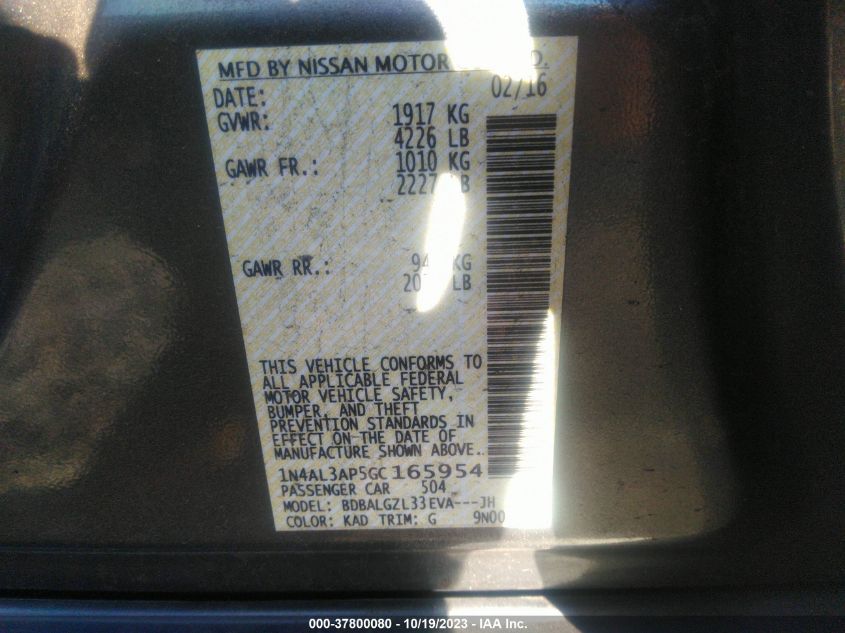 MFD BY NISSAN MOTOR
DATE: 02/16
GVWR: 1917 KG
4226 LB
GAWR FR.: 1010 KG
2227
GAWR RR.: KG
LB
THIS VEHICLE CONFORMS TO
ALL APPLICABLE FEDERAL
MOTOR VEHICLE SAFETY,
BUMPER, AND THEFT
PREVENTION STANDARDS IN
EFFECT ON THE DATE OF
MANUFACTURE SHOWN ABOVE..
1N4AL3AP5GC165954
PASSENGER CAR 504
MODEL: BDBALGZL33EVA---JH
COLOR: KAD TRIM: G 9N00
000-37800080 - 10/19/2023 - IAA Inc.